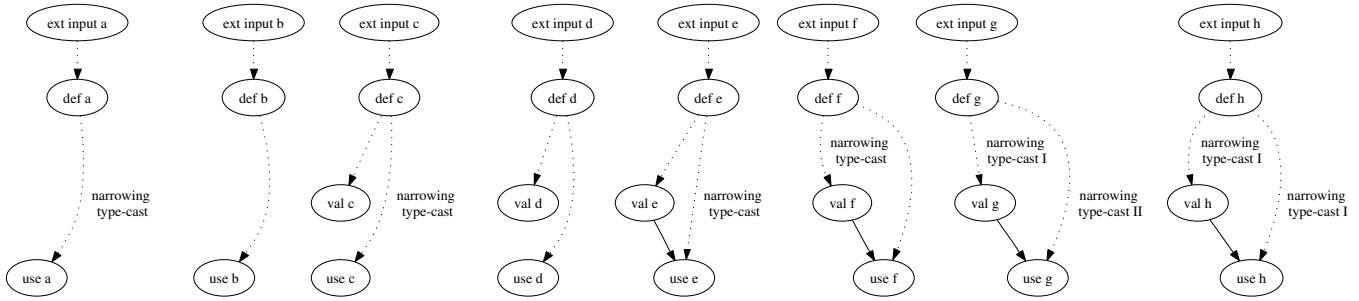 ext input a
ext input b
ext input c
ext input d
ext input e
ext input f
ext input g
ext input h
def a
def b
def c
def d
def e
def f
def g
def h
narrowing
type-cast
narrowing
type-cast I
narrowing
type-cast I
narrowing
type-cast
val c
narrowing
type-cast
val d
val e
narrowing
type-cast
val f
val g
narrowing
type-cast II
val h
narrowing
type-cast I
use a
use b
use c
use d
use e
use f
use g
use h